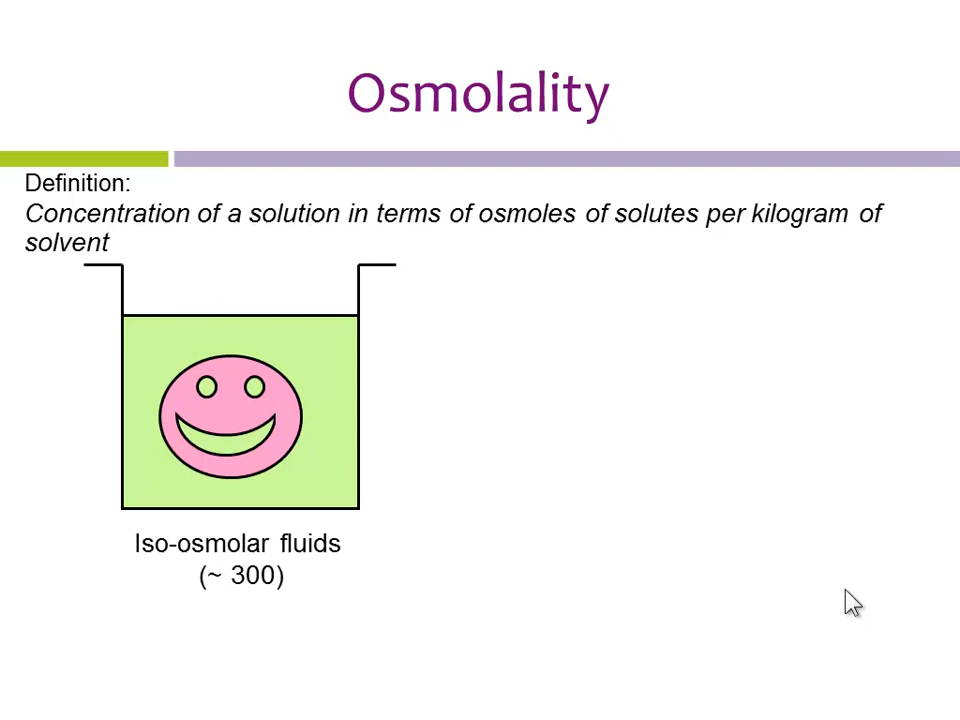 Osmolality
Definition:
Concentration of a solution in terms of osmoles of solutes per kilogram of
solvent
Iso-osmolar fluids
(~ 300)